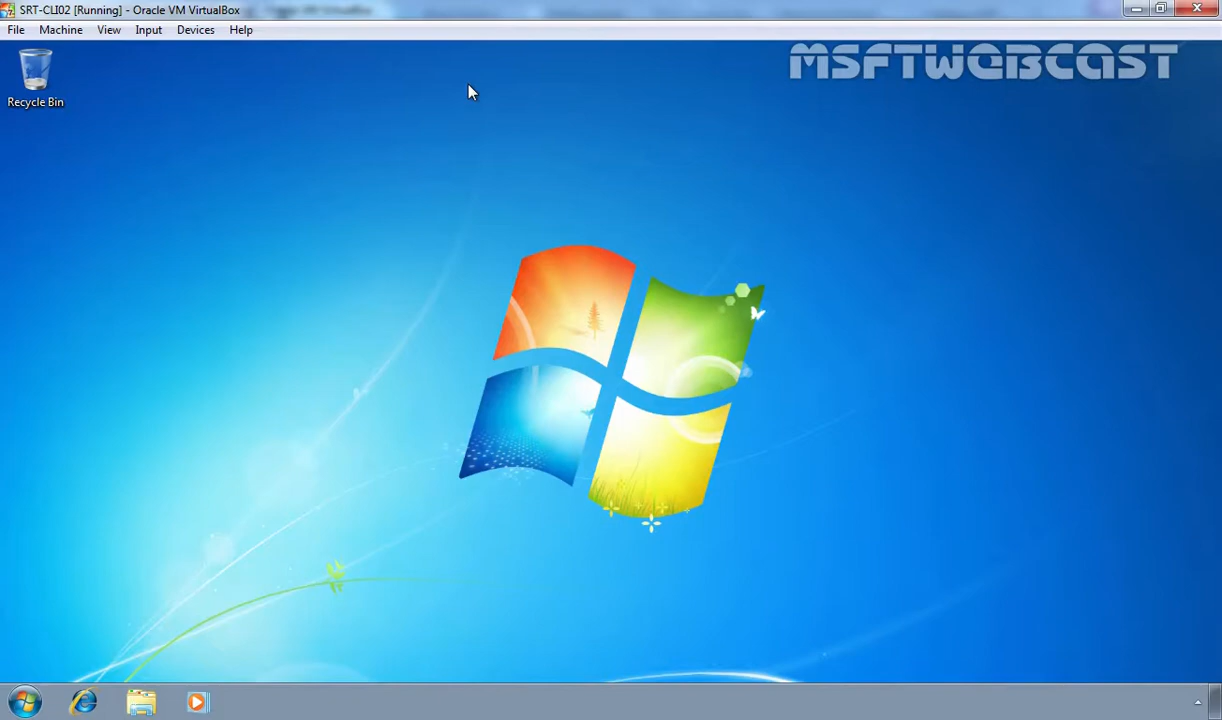 SRT-CLI02 [Running] - Oracle VM VirtualBox
File Machine View Input Devices Help
MSFTWEBCAST
Recycle Bin